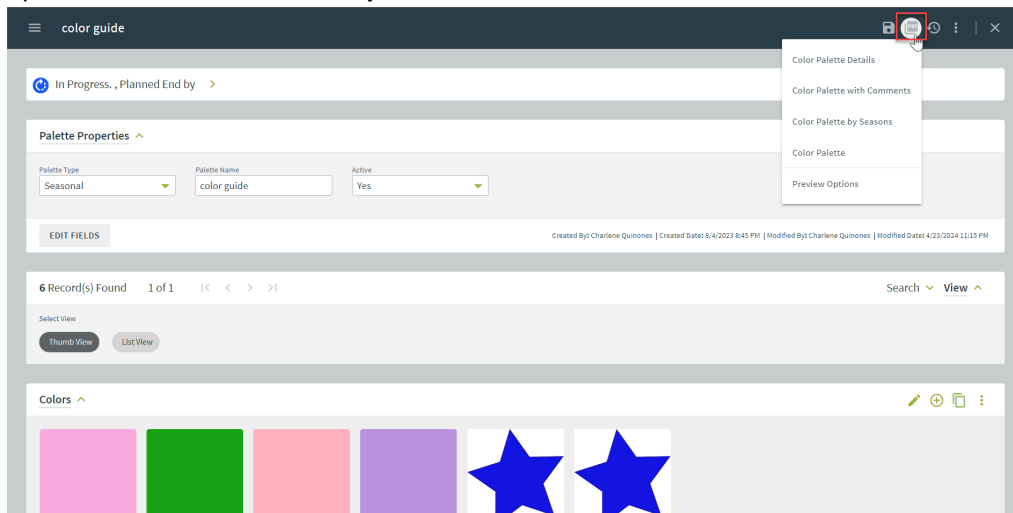 color guide
Color Palette Details
Color Palette with Comments
Color Palette by Seasons
Color Palette
Preview Options
In Progress. , Planned End by
Palette Properties
Palette Type
Palette Name
Active
Seasonal
color guide
Yes
EDIT FIELDS
Created By: Charlene Quinones | Created Date: 8/4/2023 8:45 PM | Modified By: Charlene Quinones | Modified Date: 4/23/2024 11:15 PM
6 Record(s) Found 1 of 1
Search View
Select View
Thumb View List View
Colors